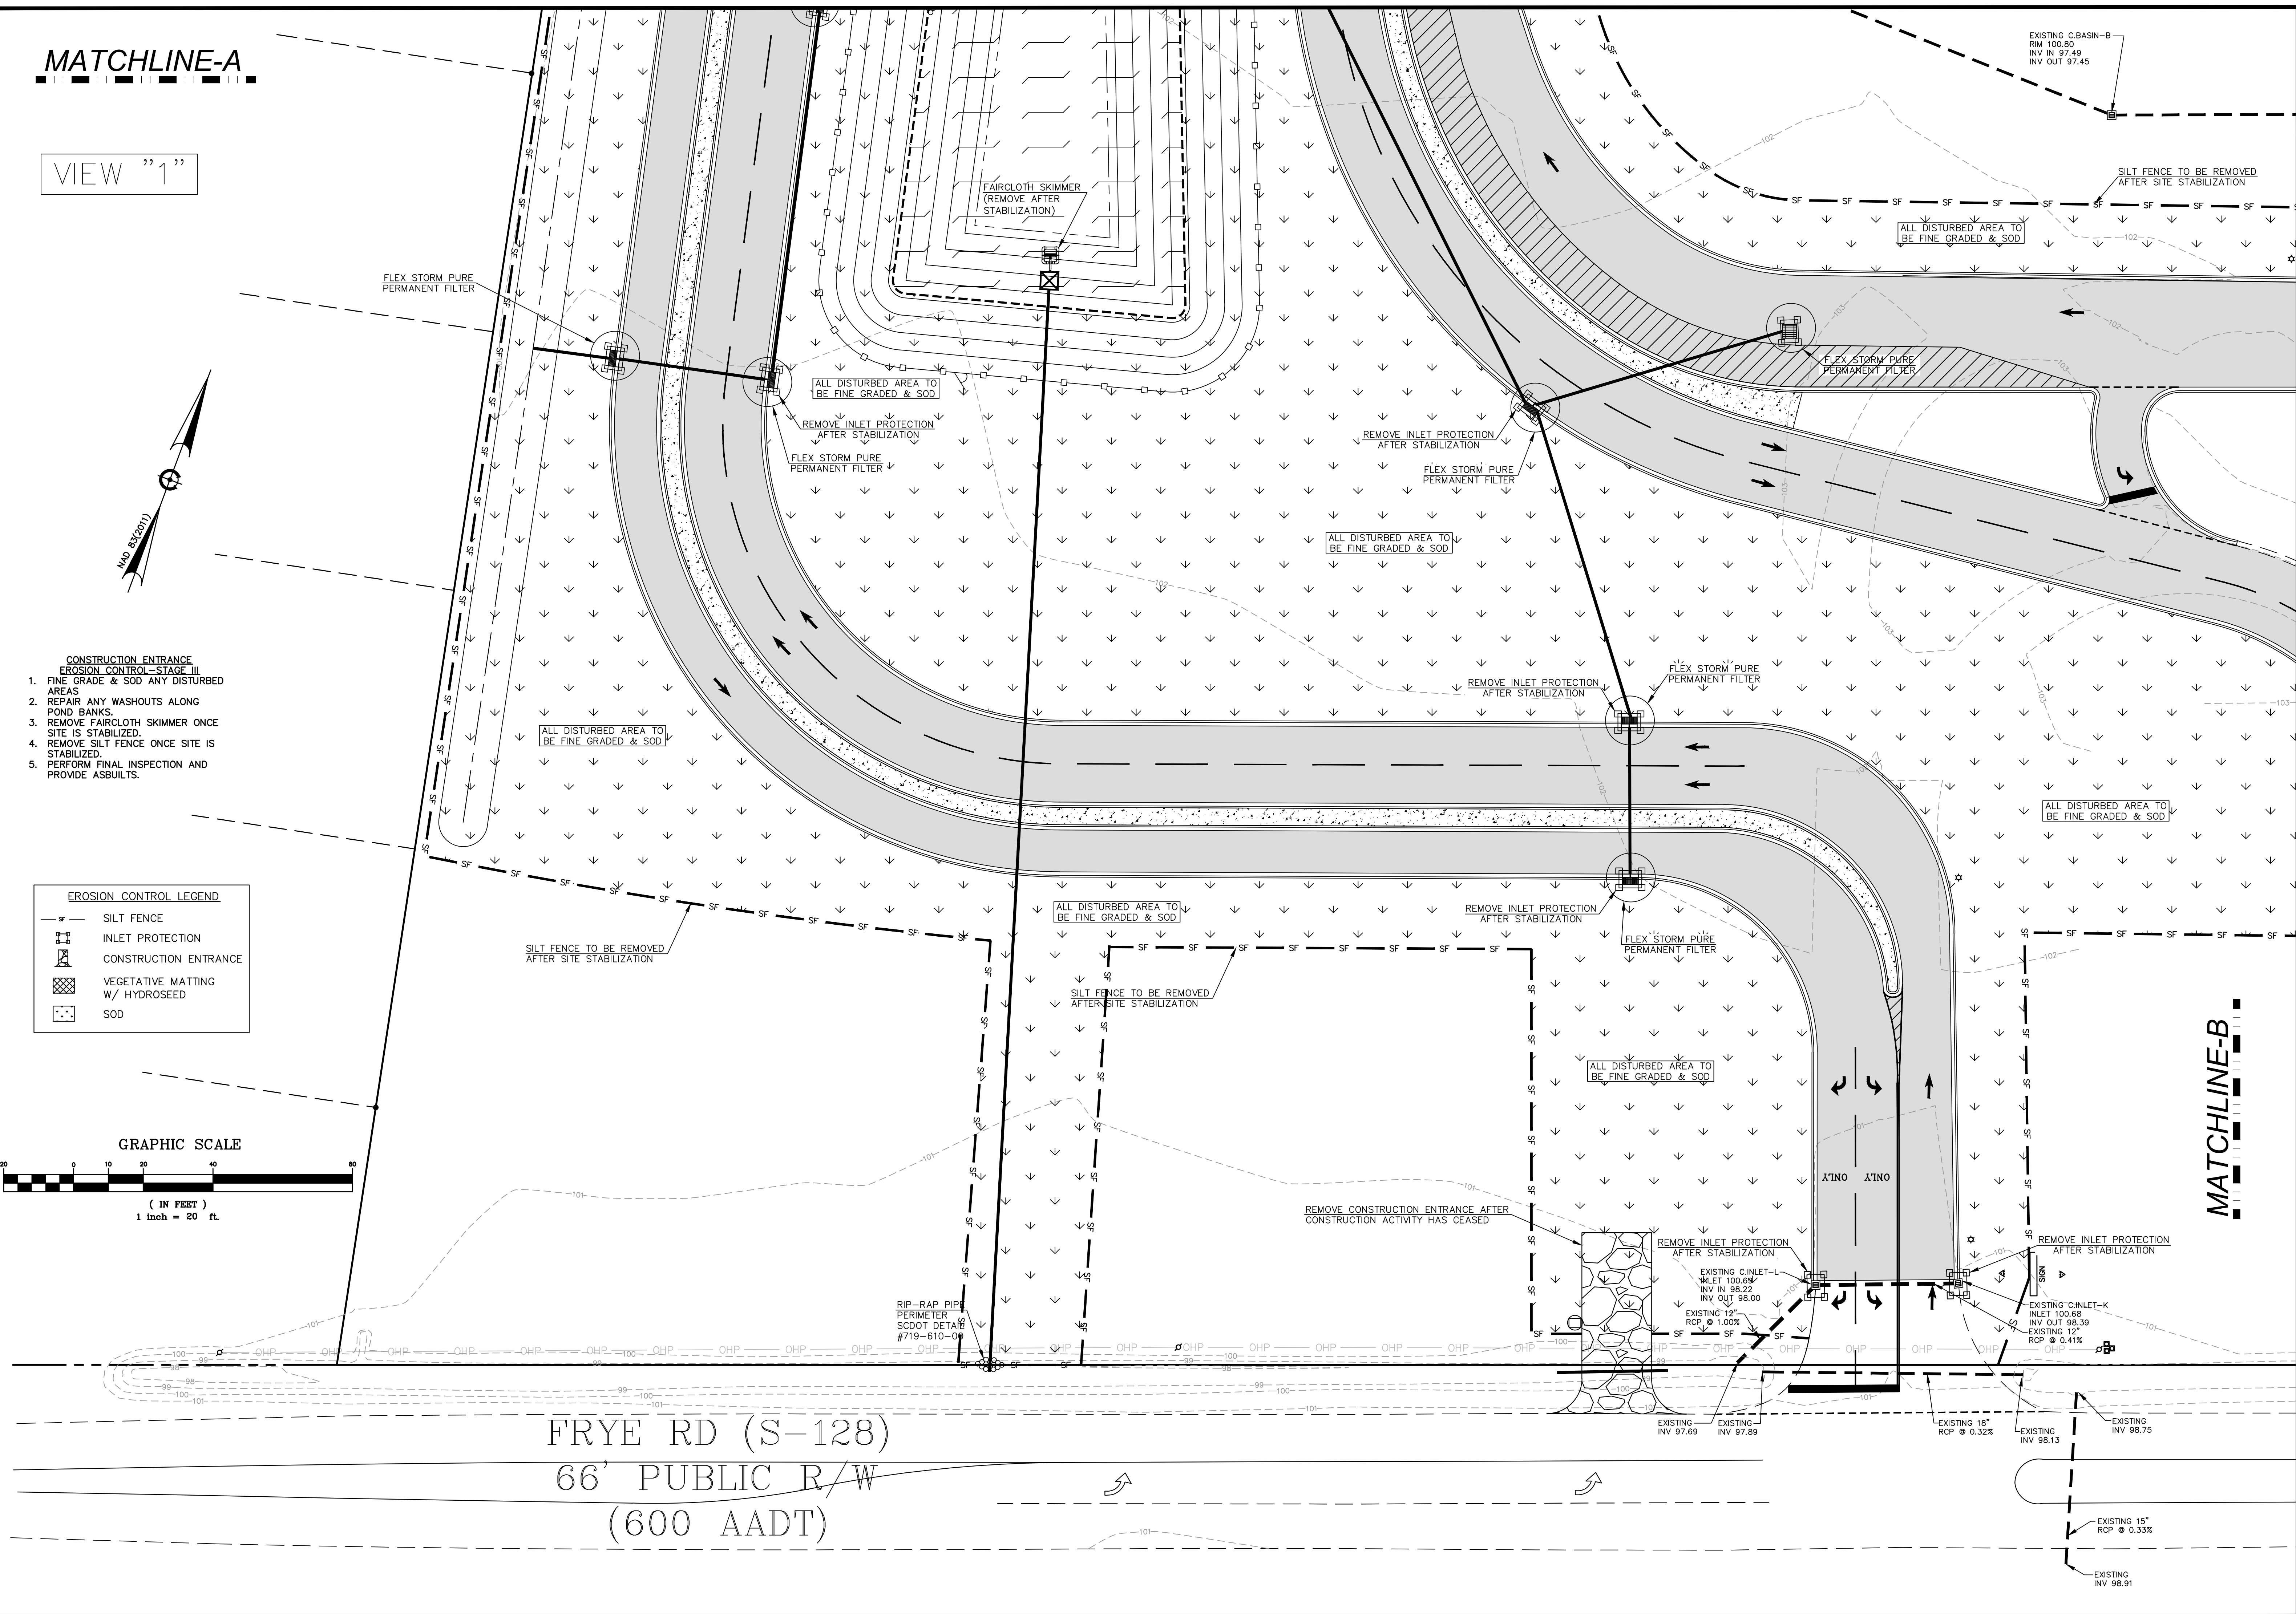 MATCHLINE-A
VIEW "1"
EXISTING C.BASIN-B
RIM 100.80
INV IN 97.49
INV OUT 97.45
SILT FENCE TO BE REMOVED
AFTER SITE STABILIZATION
ALL DISTURBED AREA TO
BE FINE GRADED & SOD
FAIRCLOTH SKIMMER
(REMOVE AFTER
STABILIZATION)
FLEX STORM PURE
PERMANENT FILTER
ALL DISTURBED AREA TO
BE FINE GRADED & SOD
REMOVE INLET PROTECTION
AFTER STABILIZATION
FLEX STORM PURE
PERMANENT FILTER
FLEX STORM PURE
PERMANENT FILTER
REMOVE INLET PROTECTION
AFTER STABILIZATION
FLEX STORM PURE
PERMANENT FILTER
ALL DISTURBED AREA TO
BE FINE GRADED & SOD
NAD 83(2011)
CONSTRUCTION ENTRANCE
EROSION CONTROL-STAGE III
1. FINE GRADE & SOD ANY DISTURBED
AREAS
2. REPAIR ANY WASHOUTS ALONG
POND BANKS.
3. REMOVE FAIRCLOTH SKIMMER ONCE
SITE IS STABILIZED.
4. REMOVE SILT FENCE ONCE SITE IS
STABILIZED.
5. PERFORM FINAL INSPECTION AND
PROVIDE ASBUILTS.
FLEX STORM PURE
PERMANENT FILTER
REMOVE INLET PROTECTION
AFTER STABILIZATION
ALL DISTURBED AREA TO
BE FINE GRADED & SOD
ALL DISTURBED AREA TO
BE FINE GRADED & SOD
EROSION CONTROL LEGEND
SF SILT FENCE
INLET PROTECTION
CONSTRUCTION ENTRANCE
VEGETATIVE MATTING
W/ HYDROSEED
SOD
ALL DISTURBED AREA TO
BE FINE GRADED & SOD
REMOVE INLET PROTECTION
AFTER STABILIZATION
FLEX STORM PURE
PERMANENT FILTER
SILT FENCE TO BE REMOVED
AFTER SITE STABILIZATION
SILT FENCE TO BE REMOVED
AFTER SITE STABILIZATION
ALL DISTURBED AREA TO
BE FINE GRADED & SOD
MATCHLINE-B
GRAPHIC SCALE
20 0 10 20 40 80
( IN FEET )
1 inch = 20 ft.
ONLY ONLY
REMOVE CONSTRUCTION ENTRANCE AFTER
CONSTRUCTION ACTIVITY HAS CEASED
REMOVE INLET PROTECTION
AFTER STABILIZATION
REMOVE INLET PROTECTION
AFTER STABILIZATION
SIGN
EXISTING C.INLET-L
INLET 100.69
INV IN 98.22
INV OUT 98.00
EXISTING 12"
RCP @ 1.00%
EXISTING C.INLET-K
INLET 100.68
INV OUT 98.39
EXISTING 12"
RCP @ 0.41%
RIP-RAP PIPE
PERIMETER
SCDOT DETAIL
#719-610-00
EXISTING
INV 97.69
EXISTING
INV 97.89
EXISTING 18"
RCP @ 0.32%
EXISTING
INV 98.13
EXISTING
INV 98.75
FRYE RD (S-128)
66' PUBLIC R/W
(600 AADT)
EXISTING 15"
RCP @ 0.33%
EXISTING
INV 98.91